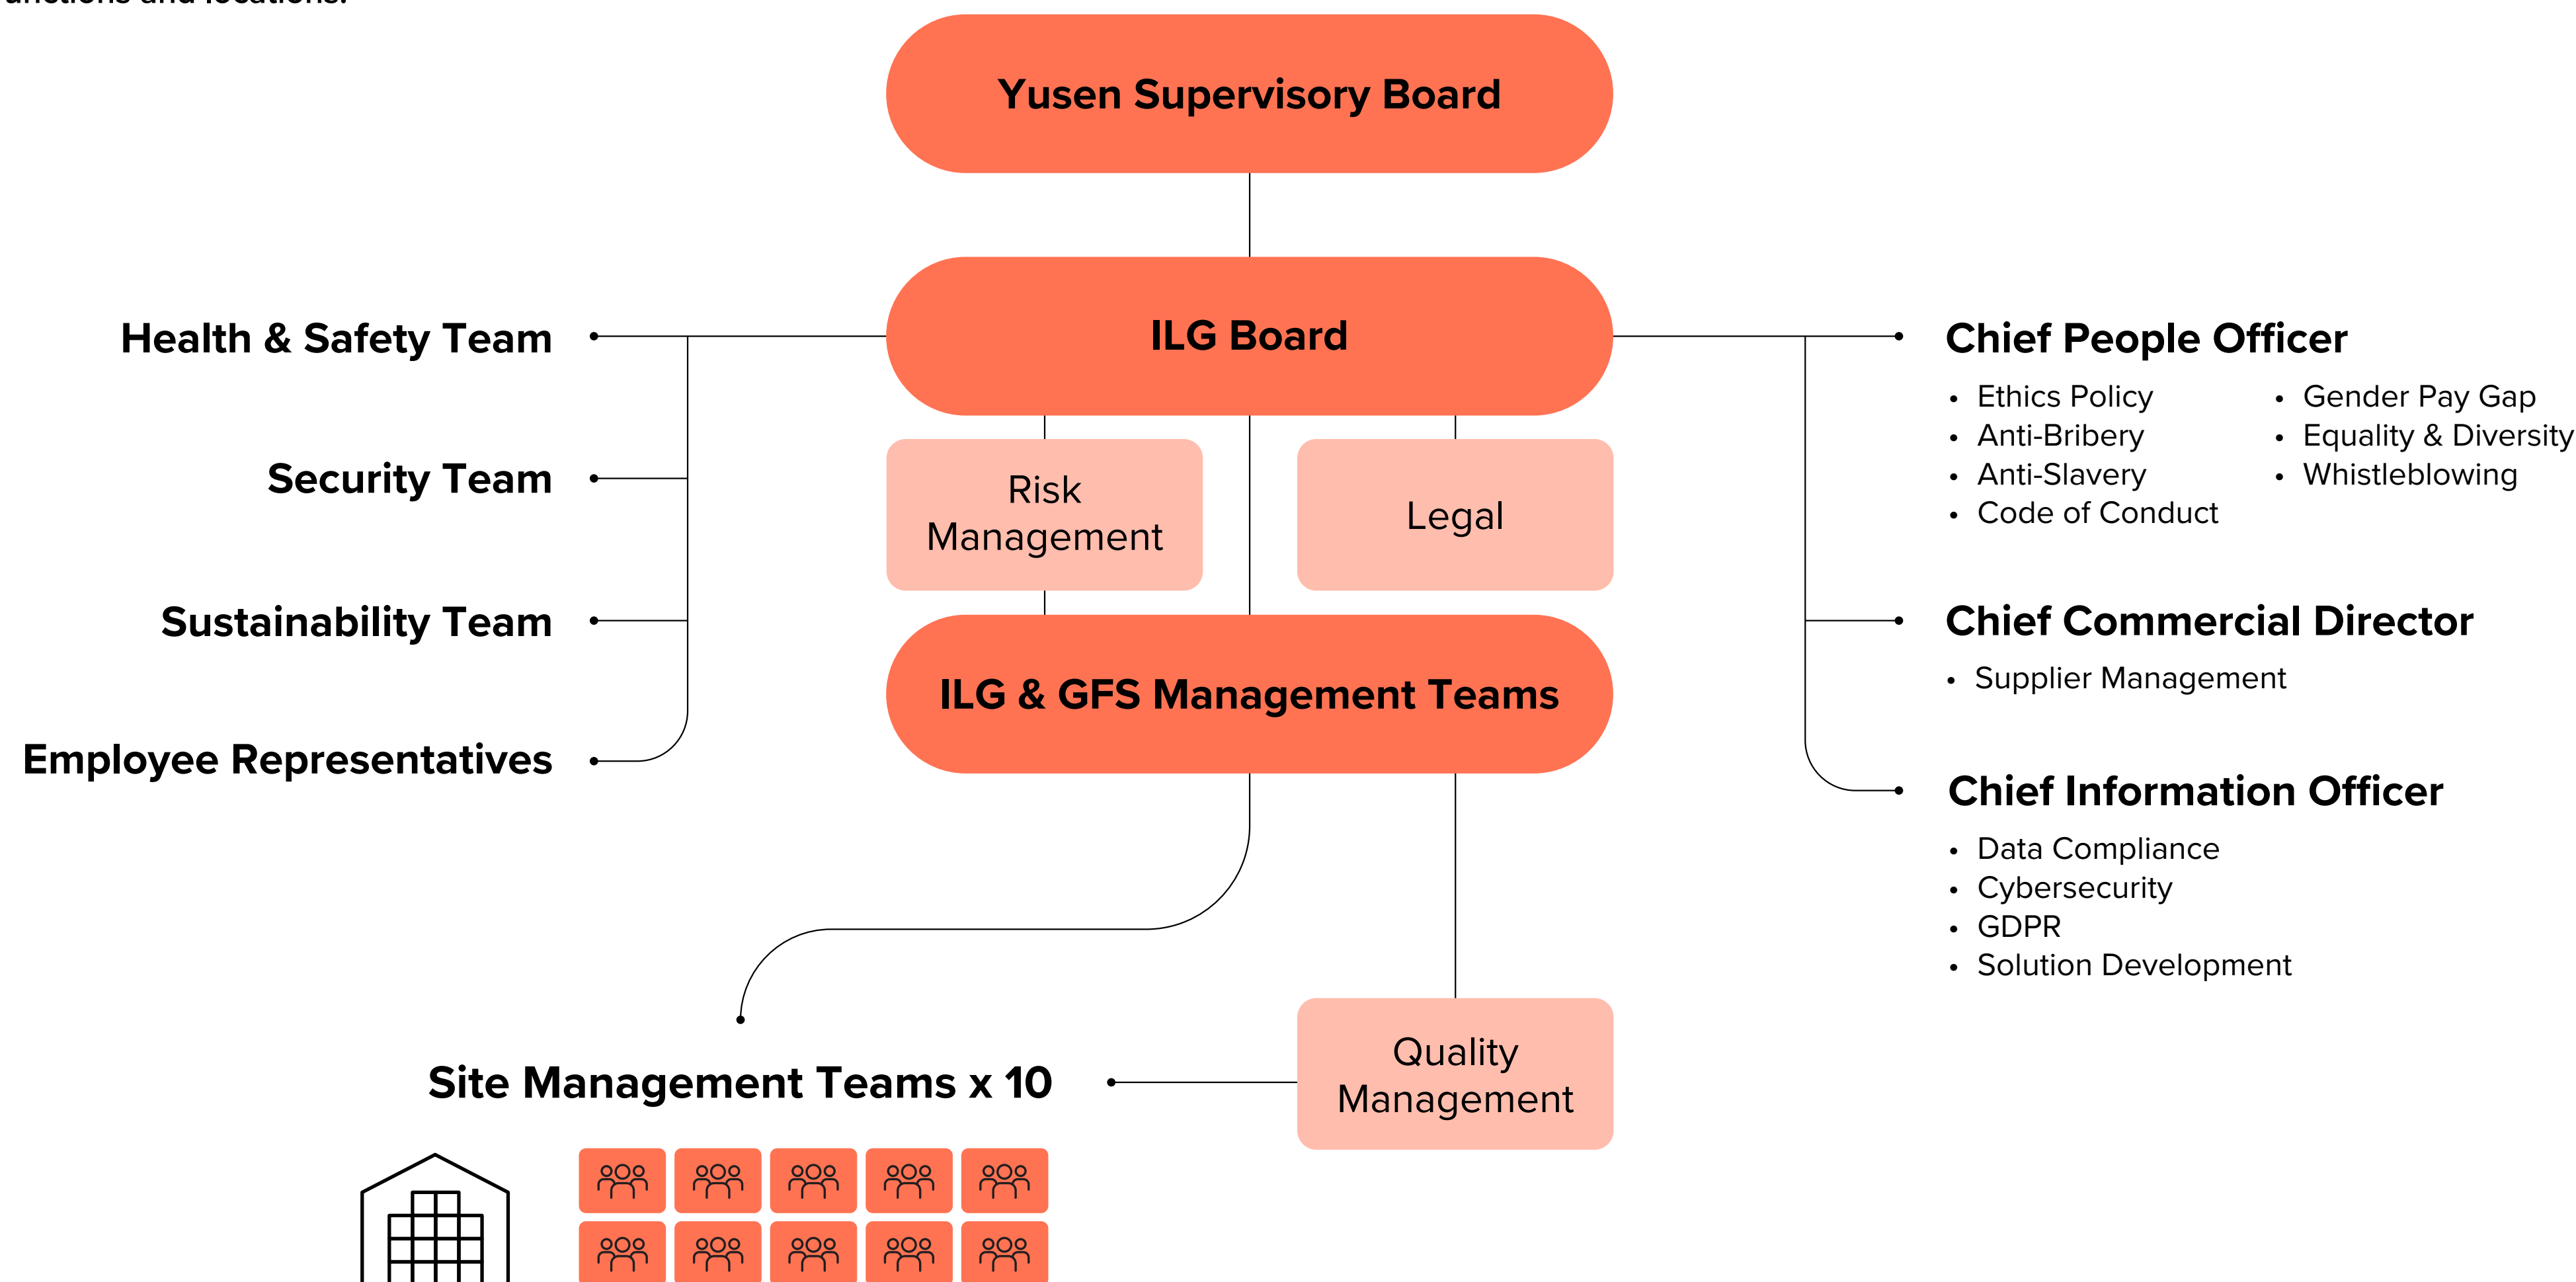 and locations.
Yusen Supervisory Board
ILG Board
Health & Safety Team
Security Team
Sustainability Team
Employee Representatives
Risk
Management
Legal
ILG & GFS Management Teams
Chief People Officer
• Ethics Policy
• Anti-Bribery
• Anti-Slavery
• Code of Conduct
• Gender Pay Gap
• Equality & Diversity
• Whistleblowing
Chief Commercial Director
• Supplier Management
Chief Information Officer
• Data Compliance
• Cybersecurity
• GDPR
• Solution Development
Site Management Teams x 10
Quality
Management